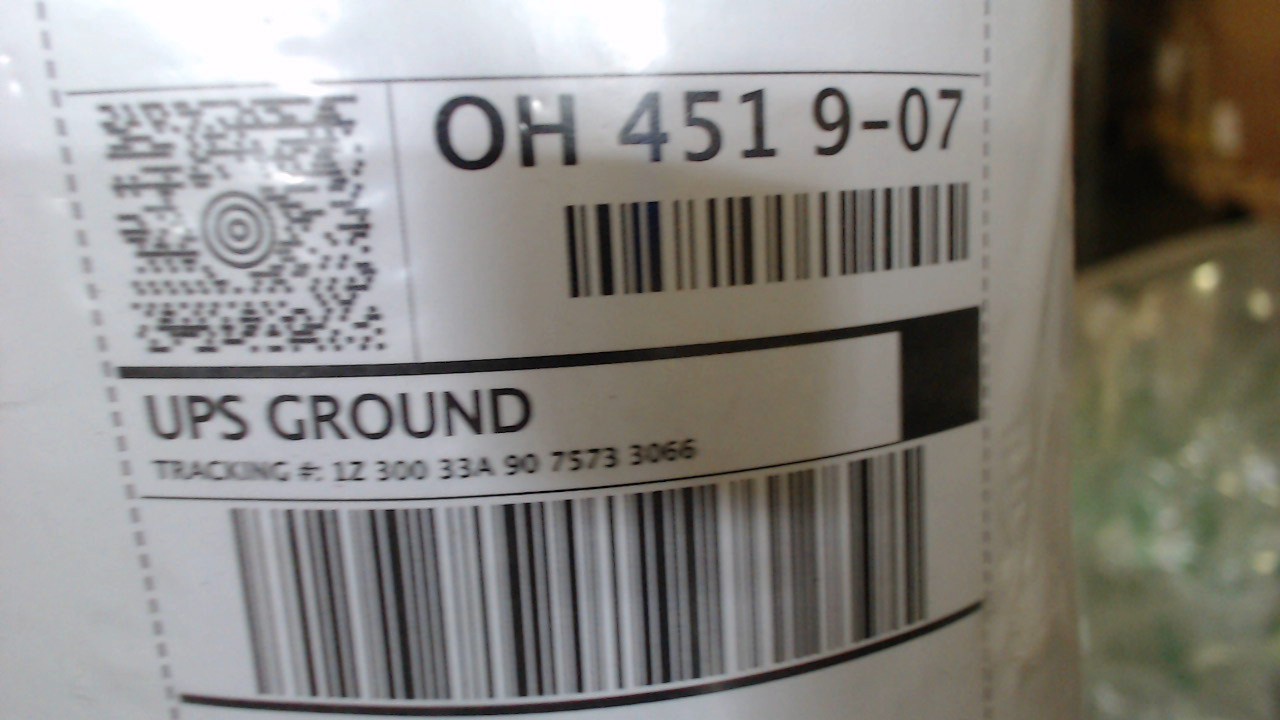 OH 451 9-07
UPS GROUND
TRACKING #: 1Z 300 33A 90 7573 3066